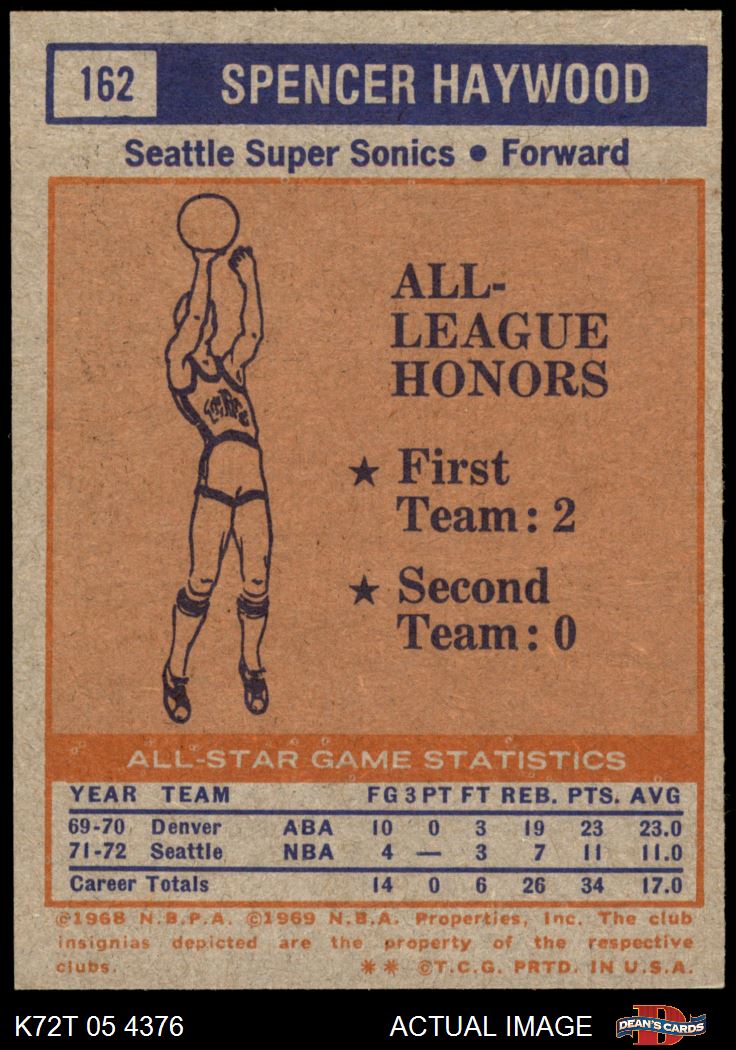 162 SPENCER HAYWOOD
Seattle Super Sonics • Forward
ALL-
LEAGUE
HONORS
★ First
Team: 2
★ Second
Team: 0
ALL-STAR GAME STATISTICS
YEAR TEAM FG 3 PT FT REB. PTS. AVG
69-70 Denver ABA 10 0 3 19 23 23.0
71-72 Seattle NBA 4 — 3 7 11 11.0
Career Totals 14 0 6 26 34 17.0
©1968 N.B.P.A. ©1969 N.B.A. Properties, Inc. The club
insignias depicted are the property of the respective
clubs. ** ©T.C.G. PRTD. IN U.S.A.
K72T 05 4376 ACTUAL IMAGE DEAN'S CARDS